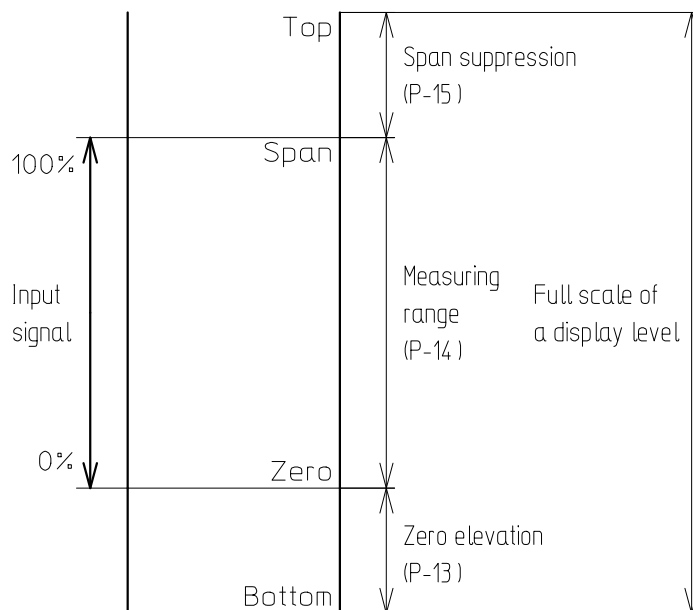 Top
Span suppression
(P-15)
100%
Span
Input
signal
Measuring
range
(P-14)
Full scale of
a display level
0%
Zero
Zero elevation
(P-13)
Bottom